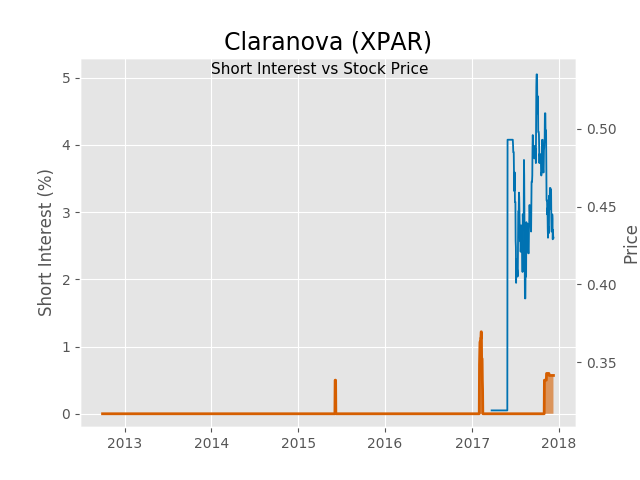 Claranova (XPAR)
Short Interest vs Stock Price
Short Interest (%)
5
4
3
2
1
0
0.50
0.45
0.40
0.35
Price
2013 2014 2015 2016 2017 2018